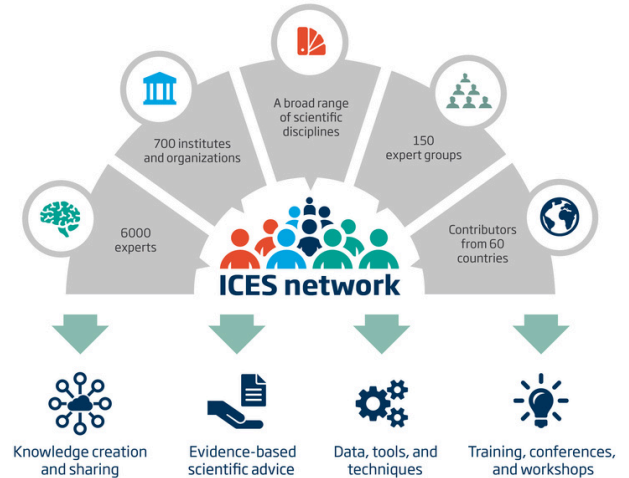 6000
experts
700 institutes
and organizations
A broad range
of scientific
disciplines
150
expert groups
Contributors
from 60
countries
ICES network
Knowledge creation
and sharing
Evidence-based
scientific advice
Data, tools, and
techniques
Training, conferences,
and workshops